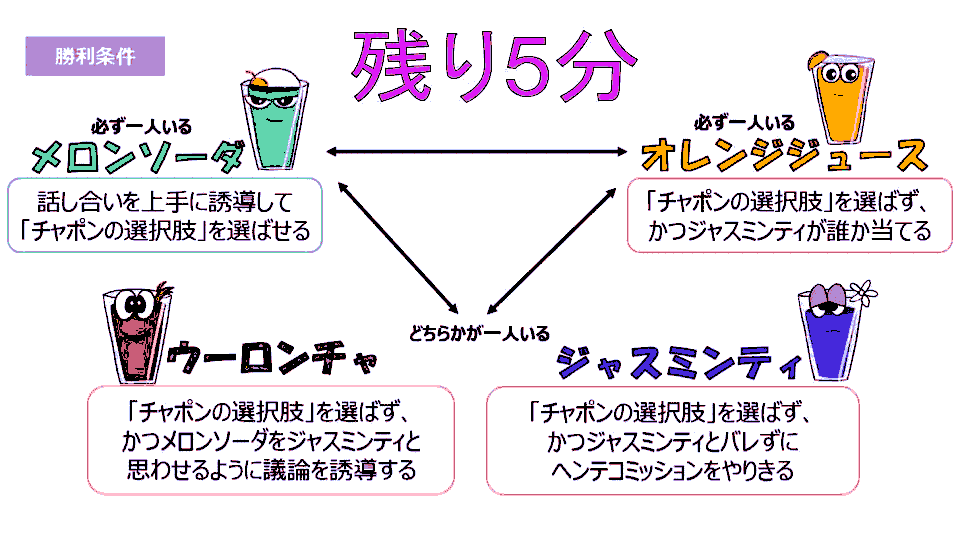 勝利条件
残り5分
必ず一人いる
メロンソーダ
話し合いを上手に誘導して
「チャポンの選択肢」を選ばせる
必ず一人いる
オレンジジュース
「チャポンの選択肢」を選ばず、
かつジャスミンティが誰か当てる
どちらかが一人いる
ウーロンチャ
「チャポンの選択肢」を選ばず、
かつメロンソーダをジャスミンティと
思わせるように議論を誘導する
ジャスミンティ
「チャポンの選択肢」を選ばず、
かつジャスミンティとバレずに
ヘンテコミッションをやりきる